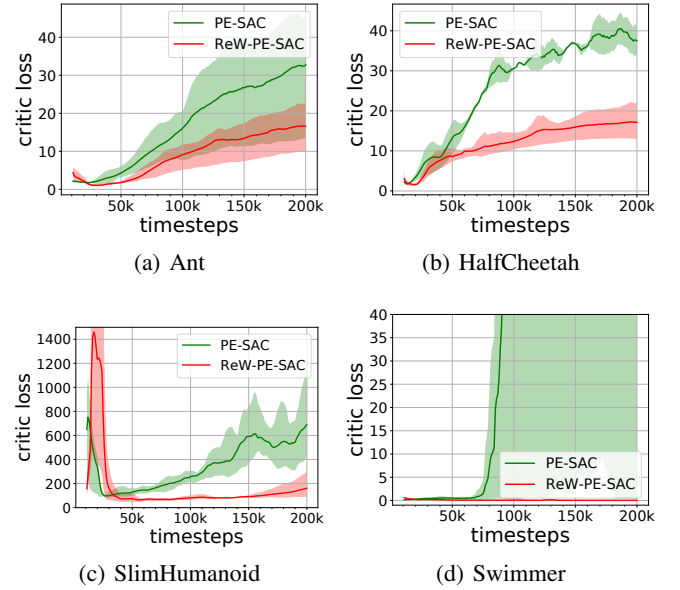 PE-SAC
ReW-PE-SAC
critic loss
40
30
20
10
0
50k 100k 150k 200k
timesteps
(a) Ant
PE-SAC
ReW-PE-SAC
critic loss
40
30
20
10
0
50k 100k 150k 200k
timesteps
(b) HalfCheetah
PE-SAC
ReW-PE-SAC
critic loss
1400
1200
1000
800
600
400
200
0
50k 100k 150k 200k
timesteps
(c) SlimHumanoid
critic loss
40
35
30
25
20
15
10
5
0
PE-SAC
ReW-PE-SAC
50k 100k 150k 200k
timesteps
(d) Swimmer